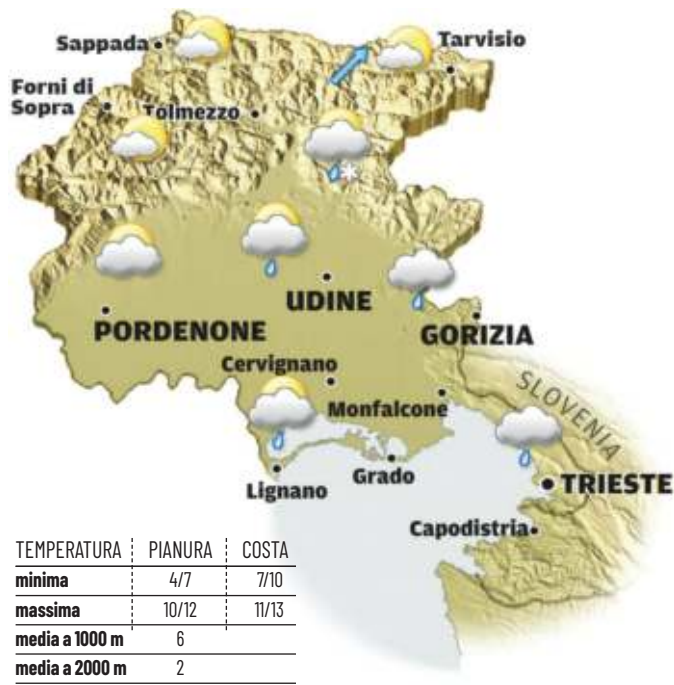 Sappada
Tarvisio
Forni di
Sopra
Tolmezzo
UDINE
PORDENONE
GORIZIA
Cervignano
SLOVENIA
Monfalcone
Grado
Lignano
TRIESTE
Capodistria
TEMPERATURA PIANURA COSTA
minima 4/7 7/10
massima 10/12 11/13
media a 1000 m 6
media a 2000 m 2